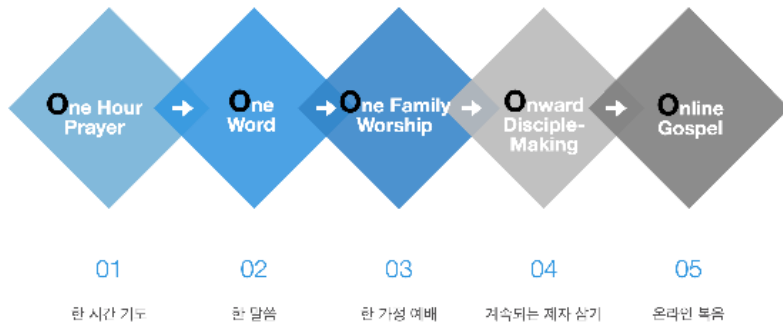 One Hour
Prayer
One
Word
One Family
Worship
Onward
Disciple-
Making
Online
Gospel
01
02
03
04
05
한 시간 기도
한 말씀
한 가정 예배
계속되는 제자 삼기
온라인 복음